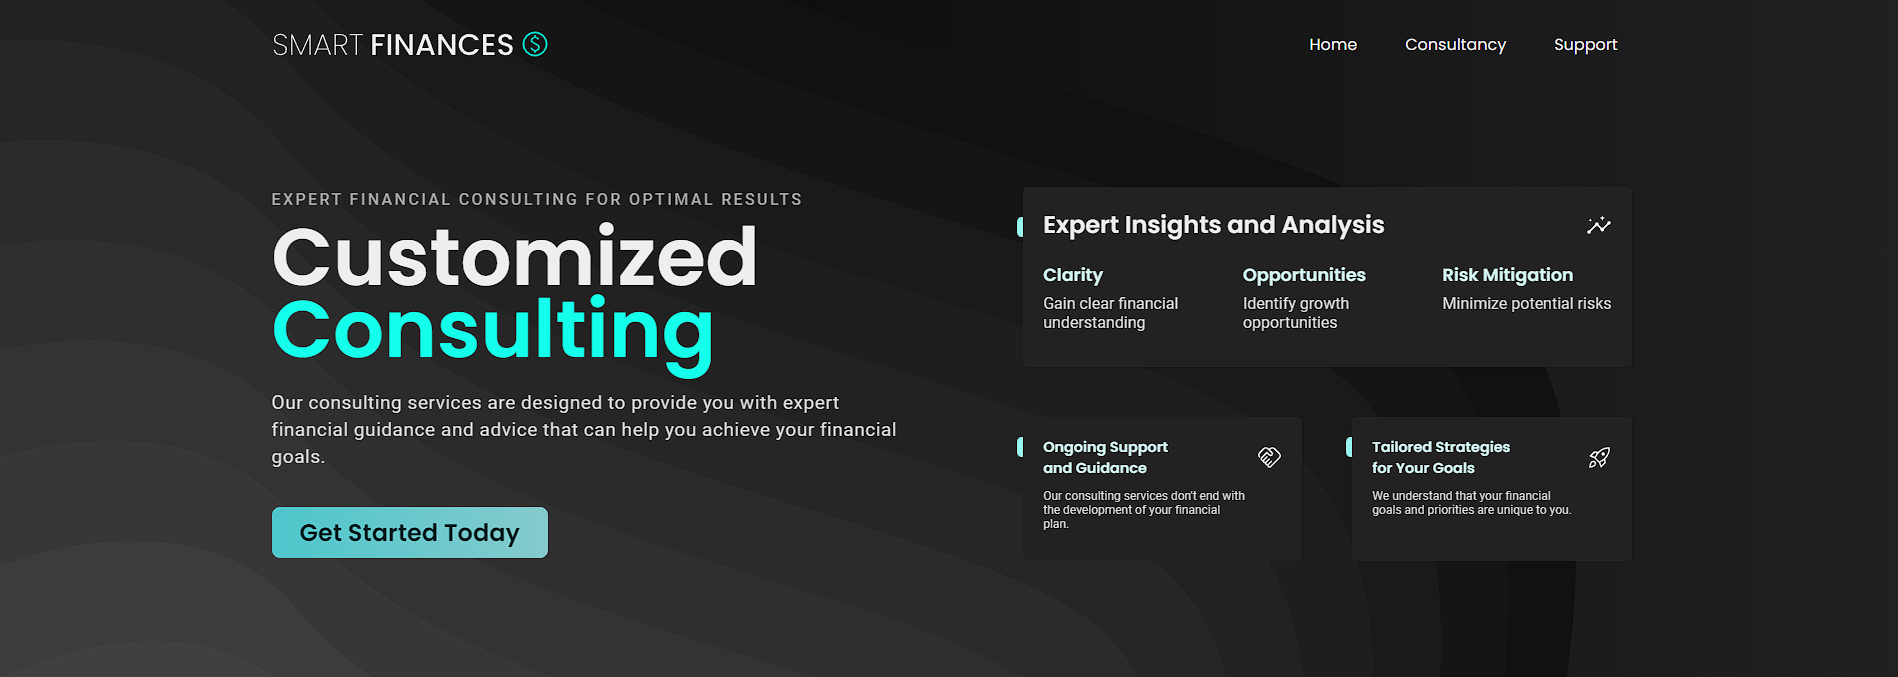 SMART FINANCES
Home Consultancy Support
EXPERT FINANCIAL CONSULTING FOR OPTIMAL RESULTS
Customized
Consulting
Our consulting services are designed to provide you with expert
financial guidance and advice that can help you achieve your financial
goals.
Get Started Today
Expert Insights and Analysis
Clarity
Gain clear financial
understanding
Opportunities
Identify growth
opportunities
Risk Mitigation
Minimize potential risks
Ongoing Support
and Guidance
Our consulting services don't end with
the development of your financial
plan.
Tailored Strategies
for Your Goals
We understand that your financial
goals and priorities are unique to you.